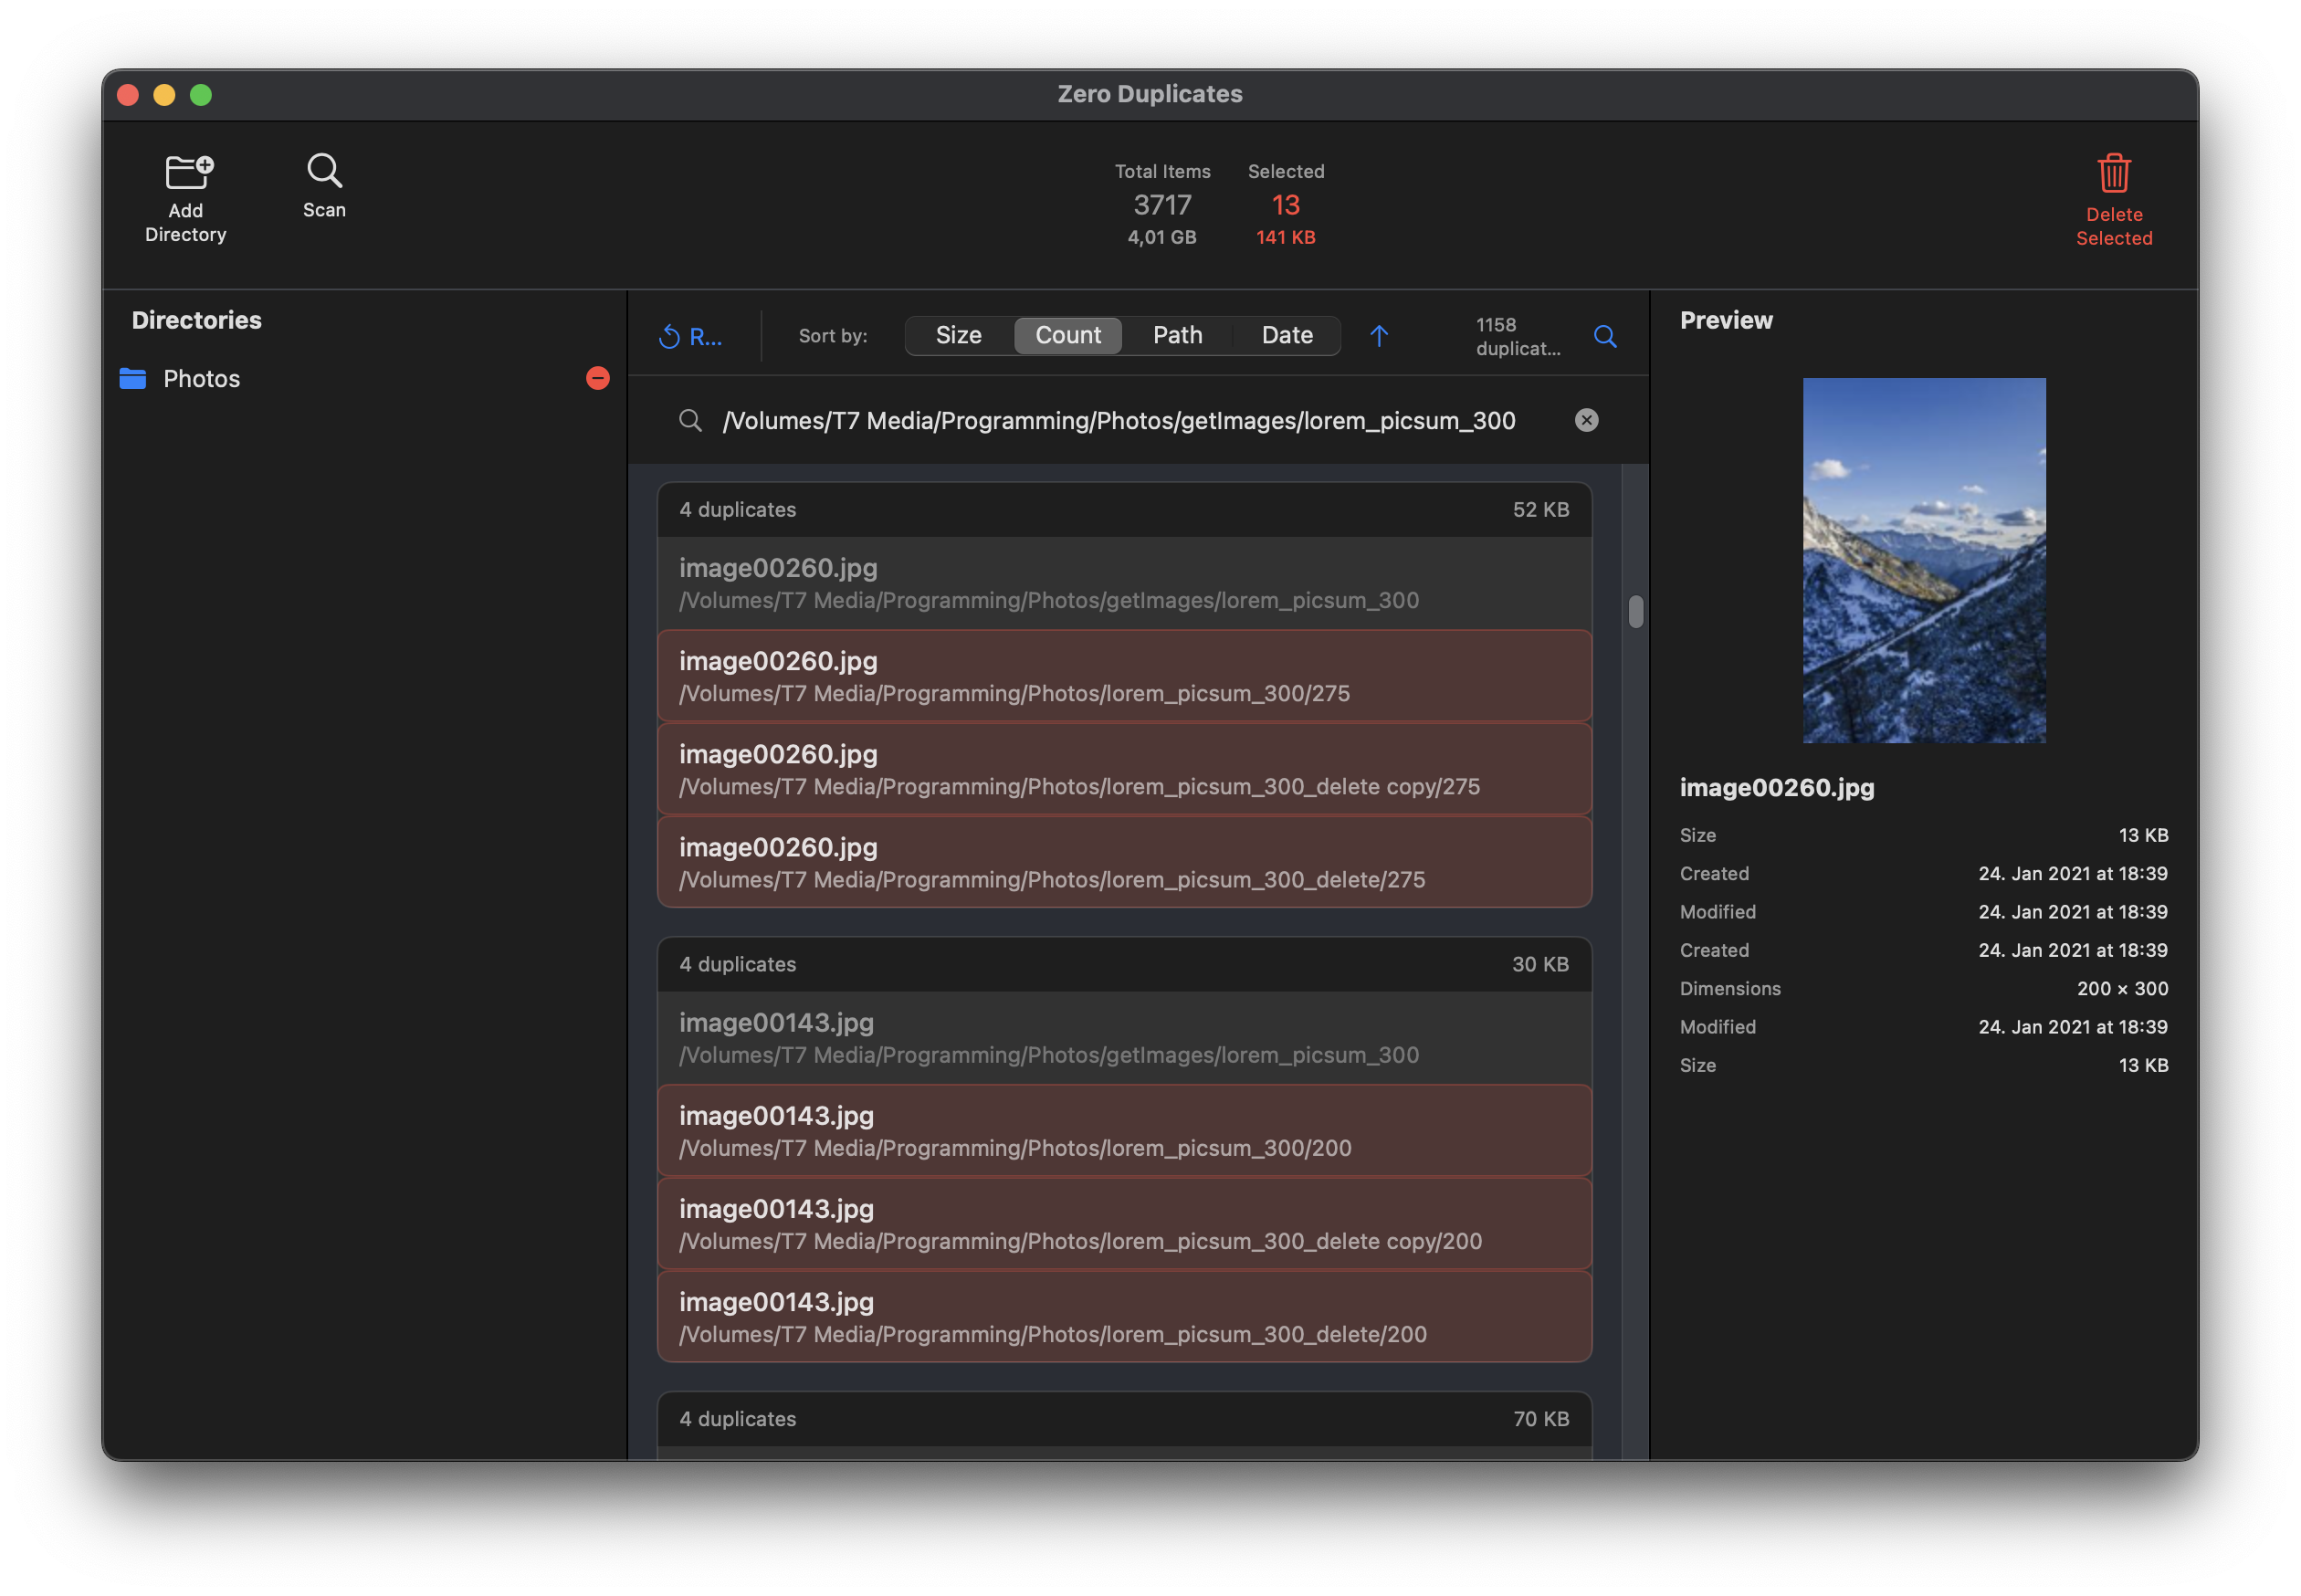 Zero Duplicates
Add
Directory
Scan
Total Items
3717
4,01 GB
Selected
13
141 KB
Delete
Selected
Directories
Photos
R...
Sort by:
Size
Count
Path
Date
1158
duplicat...
/Volumes/T7 Media/Programming/Photos/getImages/lorem_picsum_300
4 duplicates 52 KB
image00260.jpg
/Volumes/T7 Media/Programming/Photos/getImages/lorem_picsum_300
image00260.jpg
/Volumes/T7 Media/Programming/Photos/lorem_picsum_300/275
image00260.jpg
/Volumes/T7 Media/Programming/Photos/lorem_picsum_300_delete copy/275
image00260.jpg
/Volumes/T7 Media/Programming/Photos/lorem_picsum_300_delete/275
4 duplicates 30 KB
image00143.jpg
/Volumes/T7 Media/Programming/Photos/getImages/lorem_picsum_300
image00143.jpg
/Volumes/T7 Media/Programming/Photos/lorem_picsum_300/200
image00143.jpg
/Volumes/T7 Media/Programming/Photos/lorem_picsum_300_delete copy/200
image00143.jpg
/Volumes/T7 Media/Programming/Photos/lorem_picsum_300_delete/200
4 duplicates 70 KB
Preview
image00260.jpg
Size 13 KB
Created 24. Jan 2021 at 18:39
Modified 24. Jan 2021 at 18:39
Created 24. Jan 2021 at 18:39
Dimensions 200 × 300
Modified 24. Jan 2021 at 18:39
Size 13 KB